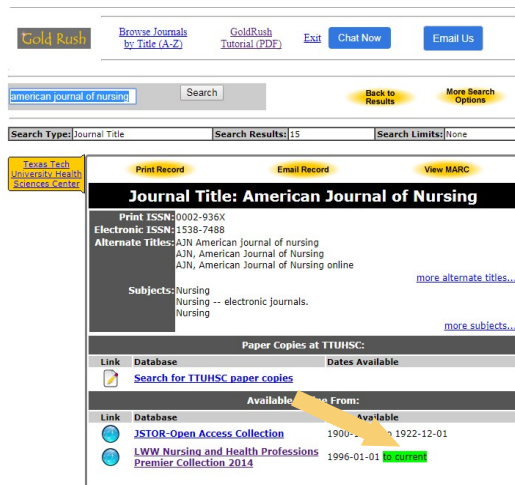 Gold Rush
Browse Journals
by Title (A-Z)
GoldRush
Tutorial (PDF)
Exit
Chat Now
Email Us
american journal of nursing
Search
Back to
Results
More Search
Options
Search Type: Journal Title
Search Results: 15
Search Limits: None
Texas Tech
University Health
Sciences Center
Print Record
Email Record
View MARC
Journal Title: American Journal of Nursing
Print ISSN: 0002-936X
Electronic ISSN: 1538-7488
Alternate Titles: AJN American journal of nursing
AJN, American Journal of Nursing
AJN, American Journal of Nursing online
more alternate titles...
Subjects: Nursing
Nursing -- electronic journals.
Nursing
more subjects...
Paper Copies at TTUHSC:
Link Database Dates Available
Search for TTUHSC paper copies
Available From:
Link Database Available
JSTOR-Open Access Collection 1922-12-01
LWW Nursing and Health Professions
Premier Collection 2014
1996-01-01 to current